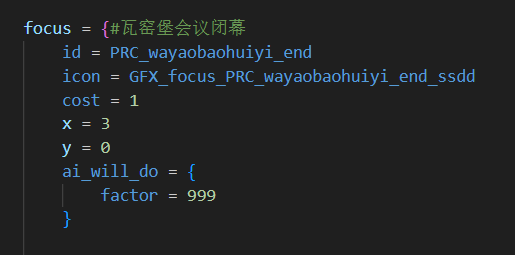 focus = {#瓦窑堡会议闭幕
id = PRC_wayaobaohuiyi_end
icon = GFX_focus_PRC_wayaobaohuiyi_end_ssdd
cost = 1
x = 3
y = 0
ai_will_do = {
factor = 999
}